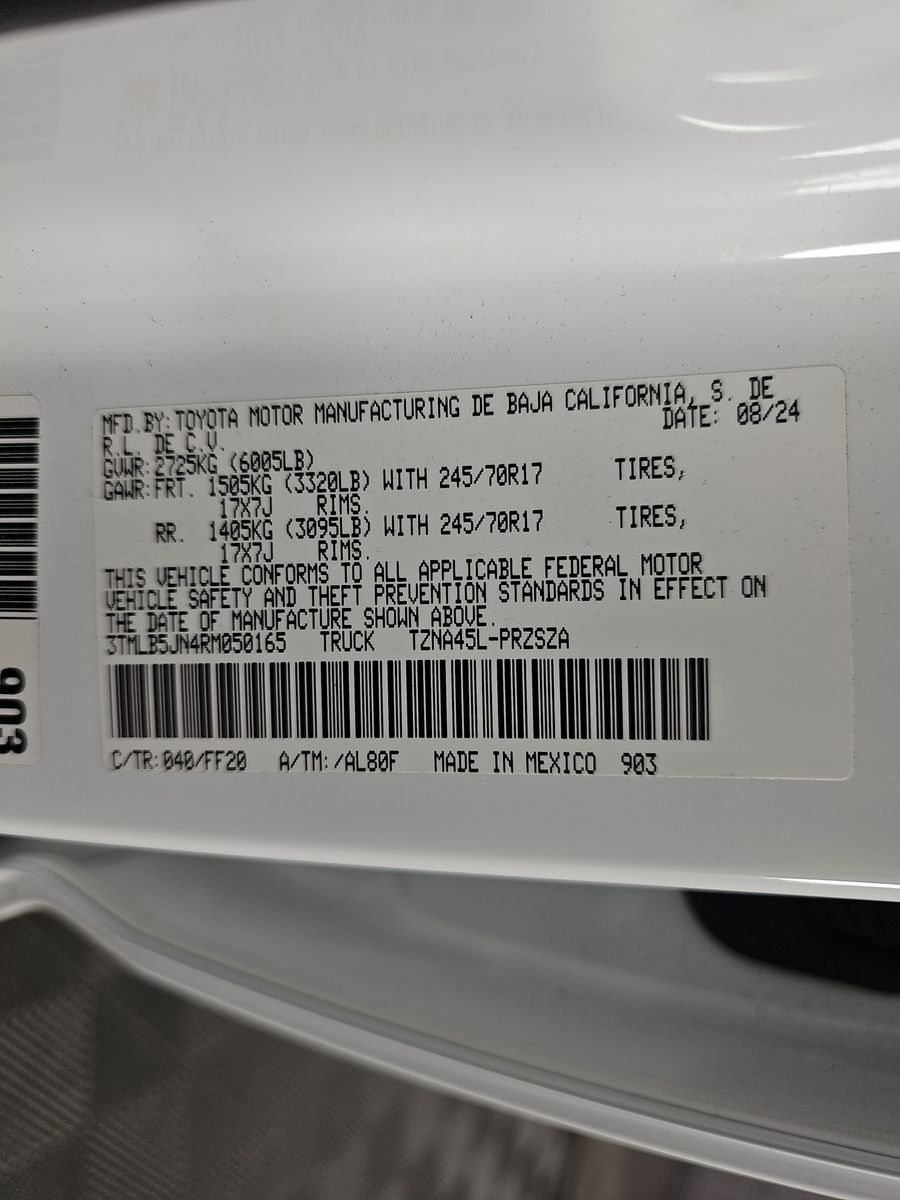 MFD.BY:TOYOTA MOTOR MANUFACTURING DE BAJA CALIFORNIA, S. DE
R.L. DE C.V. DATE: 08/24
GVWR:2725KG (6005LB)
GAWR:FRT. 1505KG (3320LB) WITH 245/70R17 TIRES,
17X7J RIMS.
RR. 1405KG (3095LB) WITH 245/70R17 TIRES,
17X7J RIMS.
THIS VEHICLE CONFORMS TO ALL APPLICABLE FEDERAL MOTOR
VEHICLE SAFETY AND THEFT PREVENTION STANDARDS IN EFFECT ON
THE DATE OF MANUFACTURE SHOWN ABOVE.
3TMLB5JN4RM050165 TRUCK TZNA45L-PRZSZA
C/TR:040/FF20 A/TM:/AL80F MADE IN MEXICO 903
903